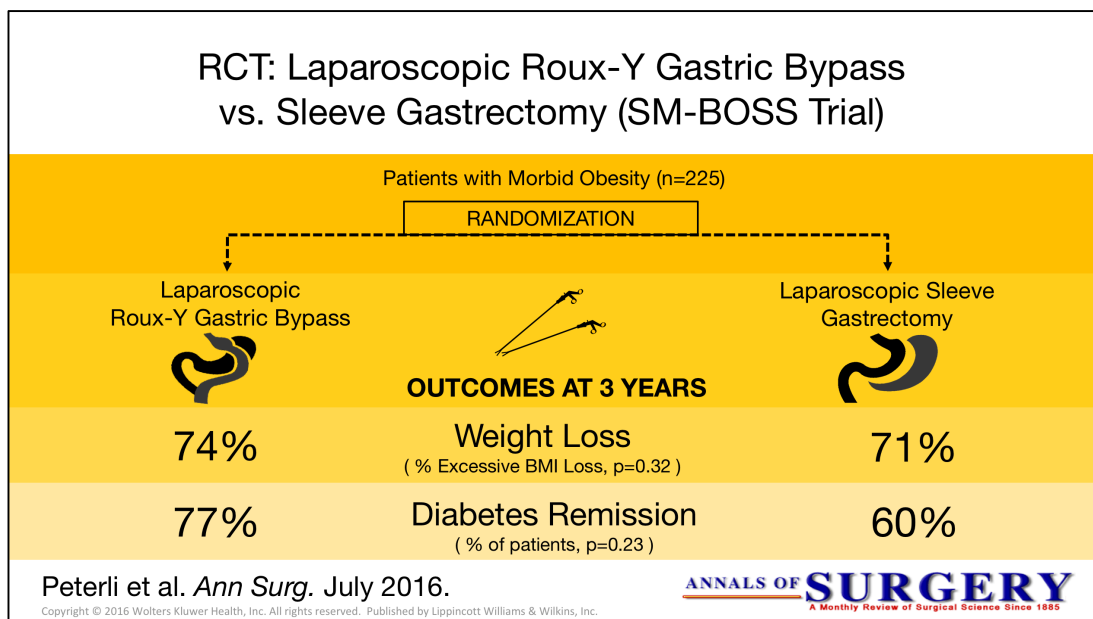 RCT: Laparoscopic Roux-Y Gastric Bypass
vs. Sleeve Gastrectomy (SM-BOSS Trial)
Patients with Morbid Obesity (n=225)
RANDOMIZATION
Laparoscopic
Roux-Y Gastric Bypass
Laparoscopic Sleeve
Gastrectomy
OUTCOMES AT 3 YEARS
74%
Weight Loss
( % Excessive BMI Loss, p=0.32 )
71%
77%
Diabetes Remission
( % of patients, p=0.23 )
60%
Peterli et al. Ann Surg. July 2016.
Copyright © 2016 Wolters Kluwer Health, Inc. All rights reserved. Published by Lippincott Williams & Wilkins, Inc.
ANNALS OF SURGERY
A Monthly Review of Surgical Science Since 1885